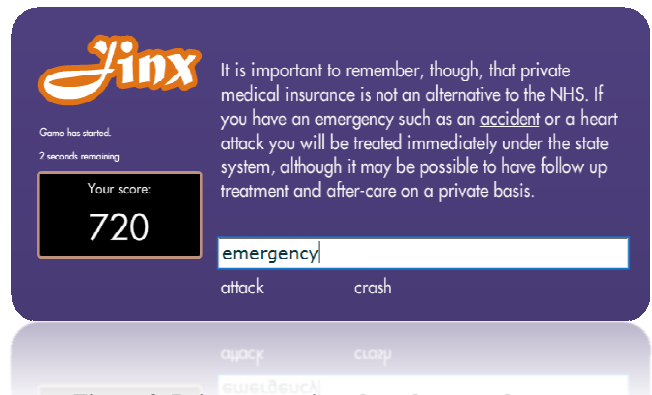 Jinx
Game has started.
2 seconds remaining
Your score:
720
It is important to remember, though, that private
medical insurance is not an alternative to the NHS. If
you have an emergency such as an accident or a heart
attack you will be treated immediately under the state
system, although it may be possible to have follow up
treatment and after-care on a private basis.
emergency
attack crash